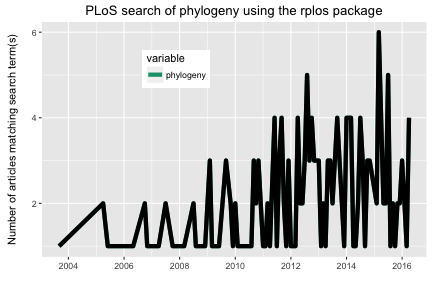 PLoS search of phylogeny using the rplos package
Number of articles matching search term(s)
6
4
2
variable
phylogeny
2004 2006 2008 2010 2012 2014 2016